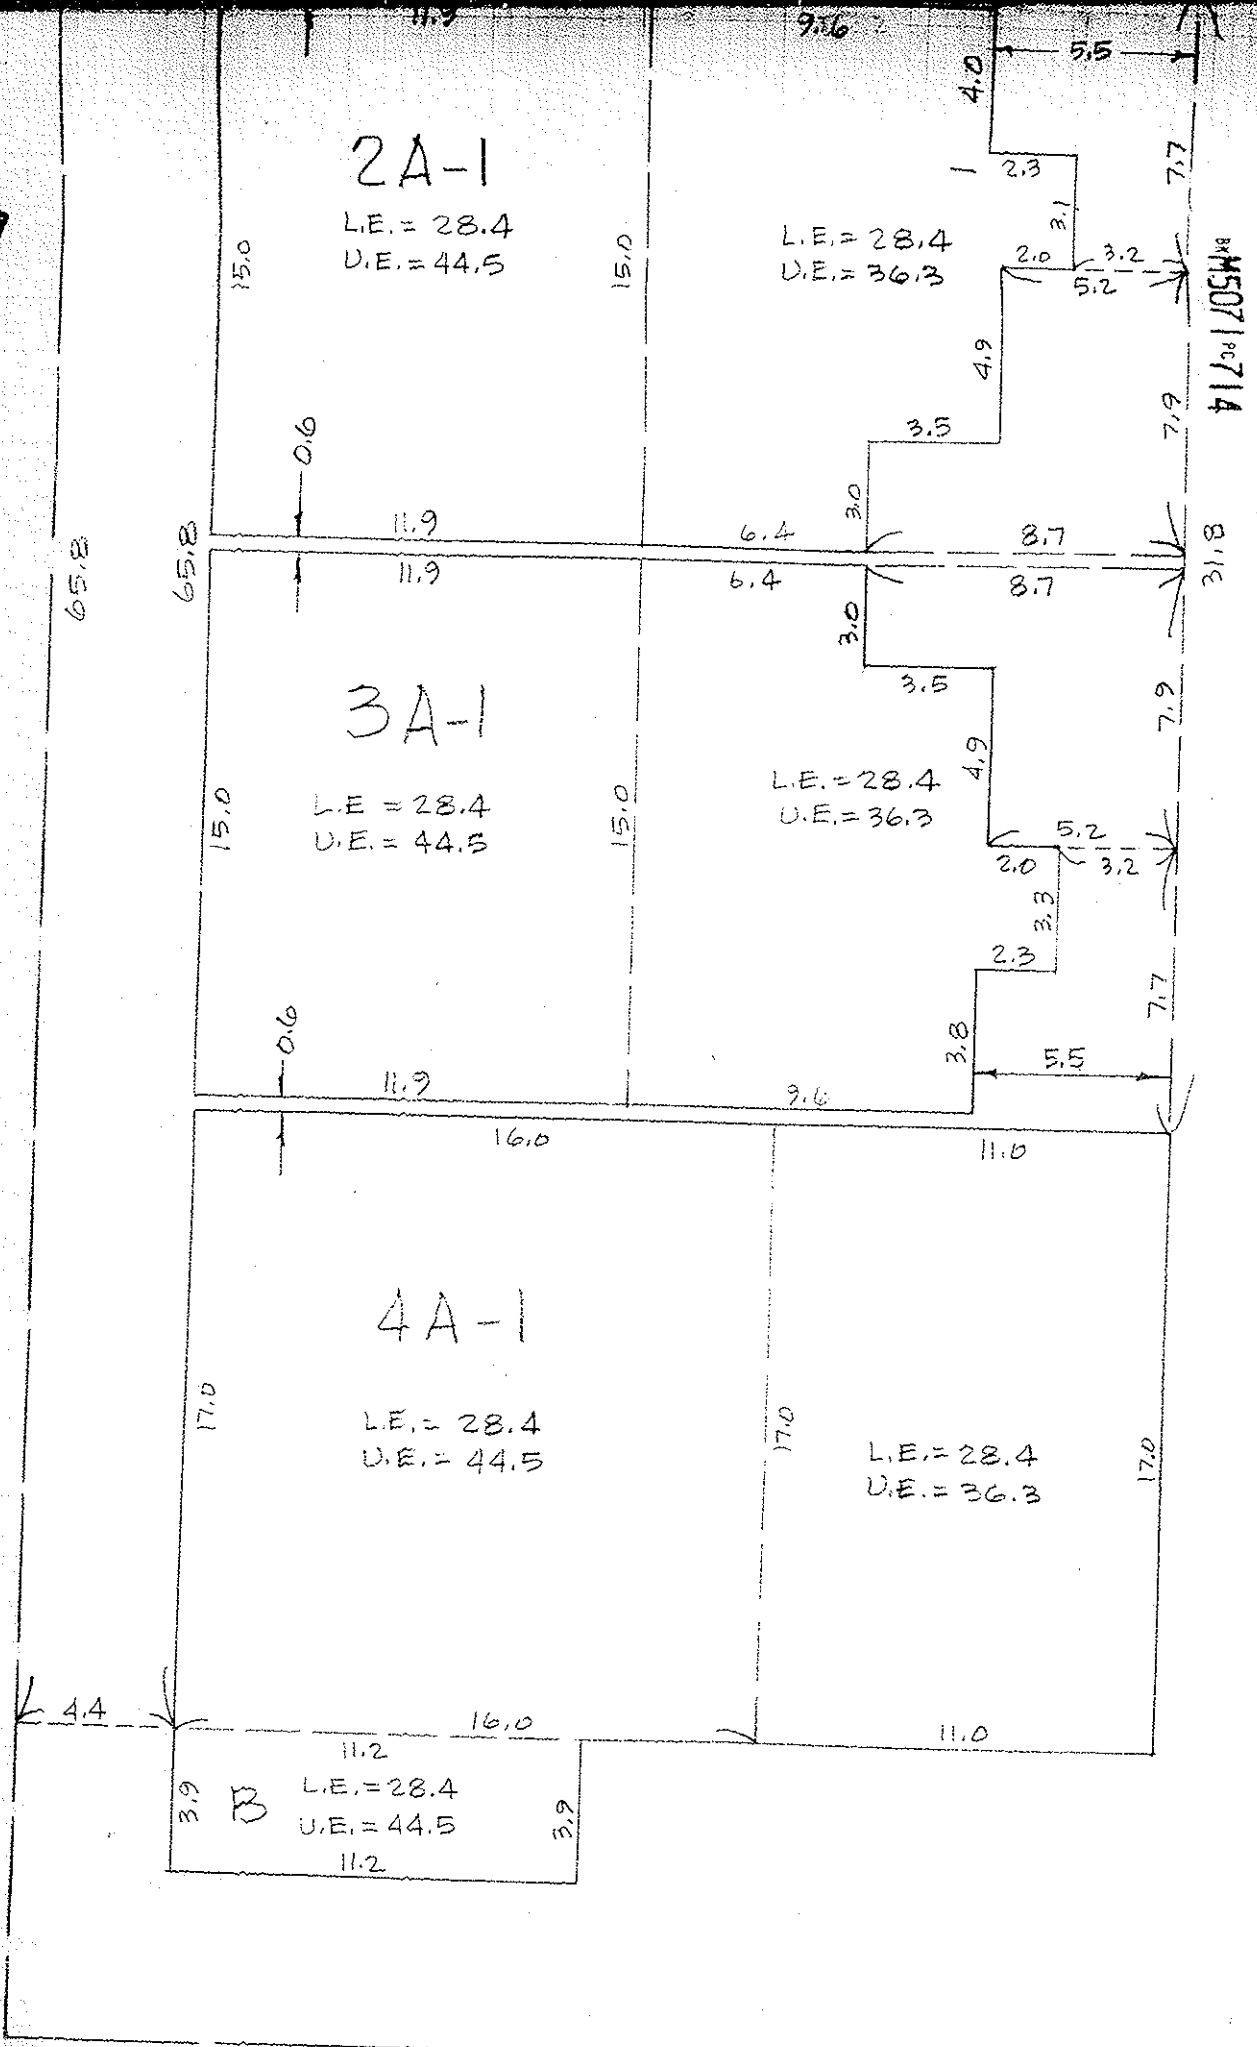 11.9
9.6
5.5
4.0
2A-1
L.E. = 28.4
U.E. = 44.5
15.0
15.0
1
2.3
3.1
7.7
L.E. = 28.4
U.E. = 36.3
2.0
3.2
5.2
BK M5071 PG 714
4.9
3.5
7.9
0.6
3.0
11.9
6.4
8.7
65.8
65.8
31.8
11.9
6.4
8.7
3.0
3.5
3A-1
7.9
4.9
L.E = 28.4
U.E. = 44.5
15.0
15.0
L.E. = 28.4
U.E. = 36.3
5.2
2.0
3.2
3.3
2.3
7.7
0.6
3.8
5.5
11.9
9.6
16.0
11.0
4A-1
17.0
L.E. = 28.4
U.E. = 44.5
17.0
L.E. = 28.4
U.E. = 36.3
17.0
4.4
16.0
11.0
11.2
3.9
B
L.E. = 28.4
U.E. = 44.5
3.9
11.2